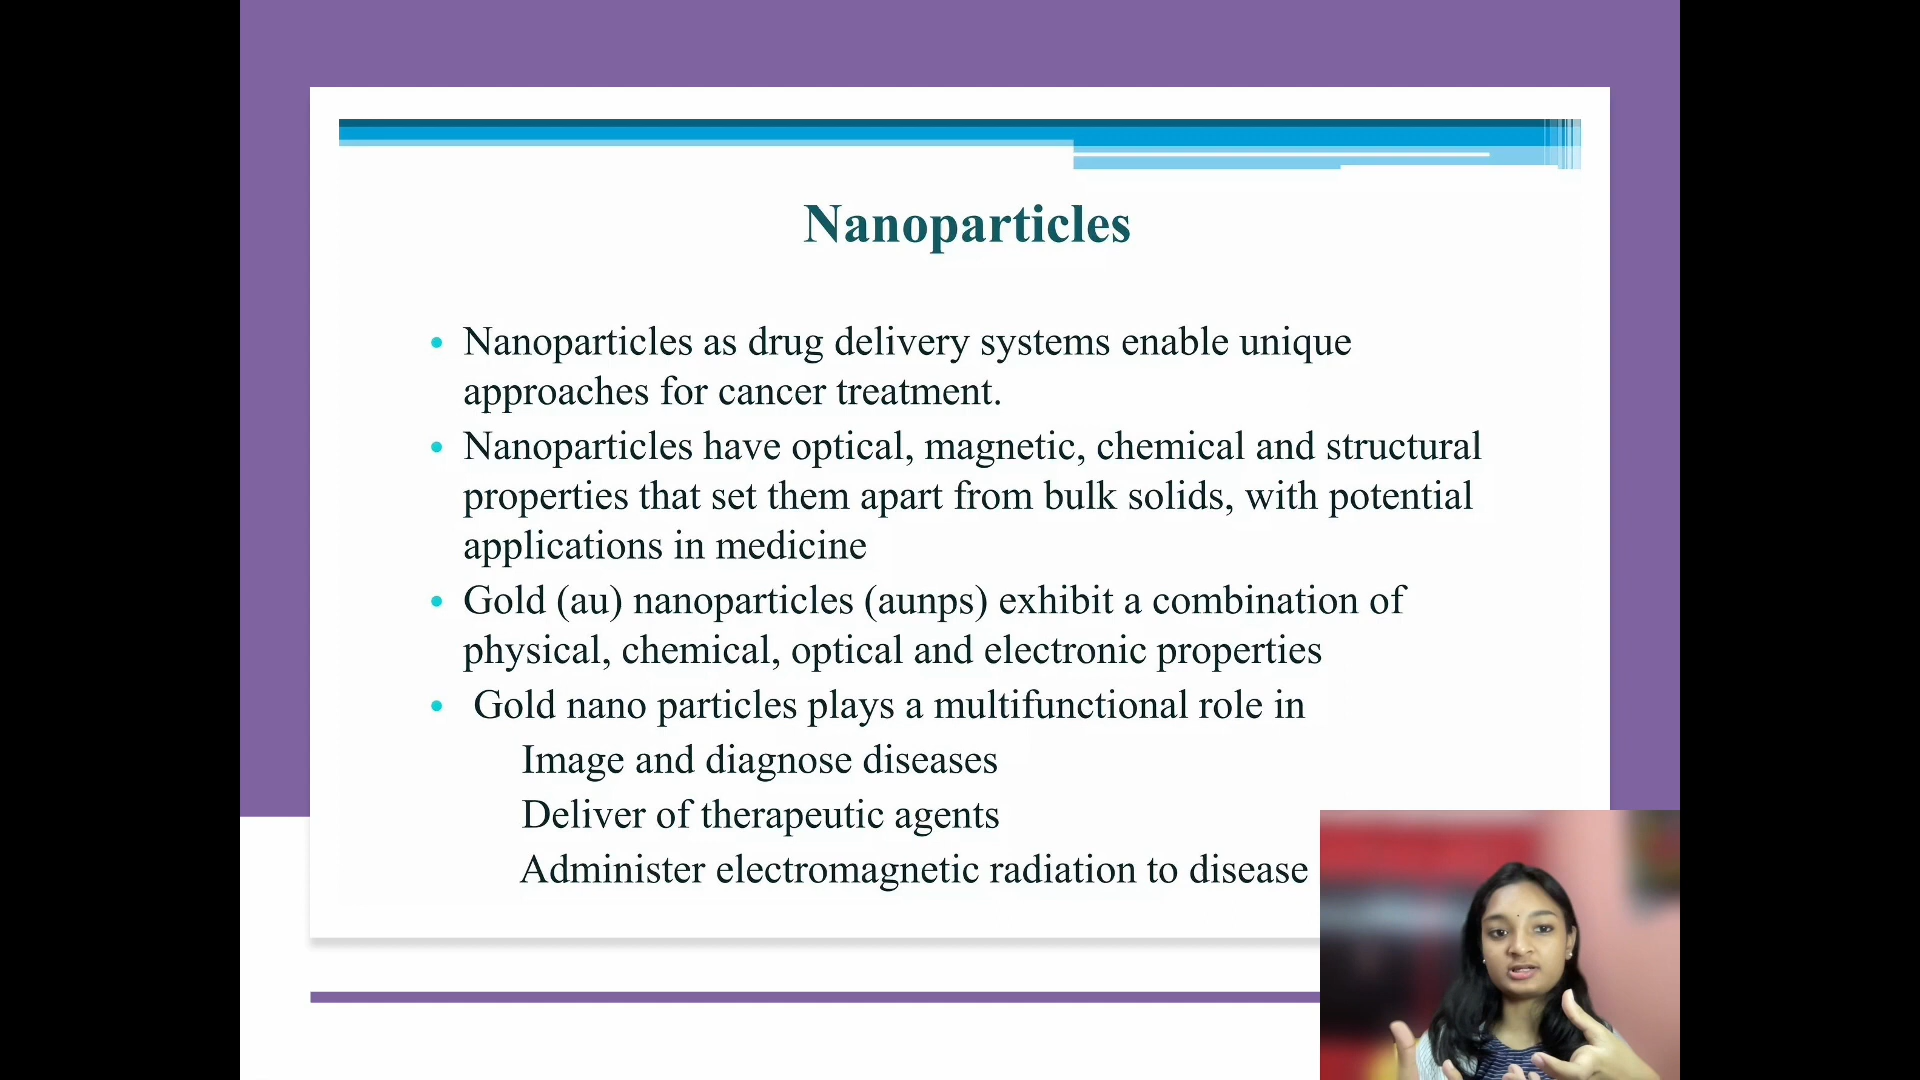 Nanoparticles
• Nanoparticles as drug delivery systems enable unique
approaches for cancer treatment.
• Nanoparticles have optical, magnetic, chemical and structural
properties that set them apart from bulk solids, with potential
applications in medicine
• Gold (au) nanoparticles (aunps) exhibit a combination of
physical, chemical, optical and electronic properties
• Gold nano particles plays a multifunctional role in
Image and diagnose diseases
Deliver of therapeutic agents
Administer electromagnetic radiation to disease